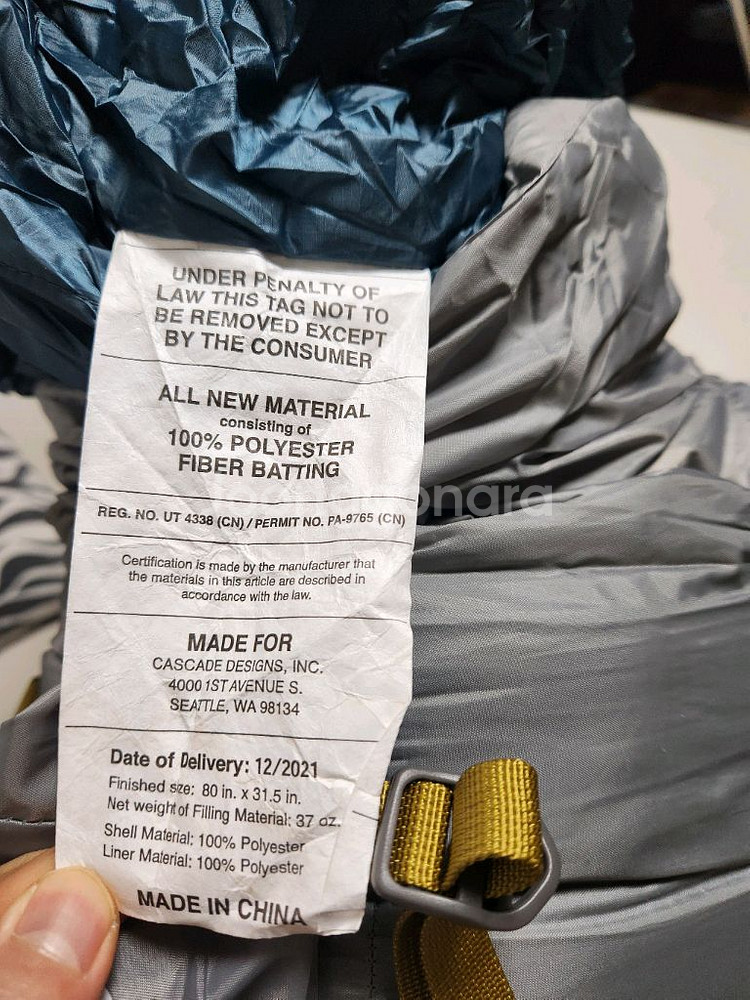 UNDER PENALTY OF
LAW THIS TAG NOT TO
BE REMOVED EXCEPT
BY THE CONSUMER
ALL NEW MATERIAL
consisting of
100% POLYESTER
FIBER BATTING
REG. NO. UT 4338 (CN) / PERMIT NO. PA-9765 (CN)
Certification is made by the manufacturer that
the materials in this article are described in
accordance with the law.
MADE FOR
CASCADE DESIGNS, INC.
4000 1ST AVENUE S.
SEATTLE, WA 98134
Date of Delivery: 12/2021
Finished size: 80 in. x 31.5 in.
Net weight of Filling Material: 37 oz.
Shell Material: 100% Polyester
Liner Material: 100% Polyester
MADE IN CHINA